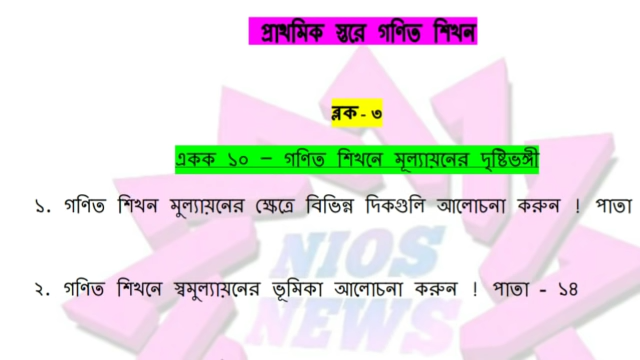 প্রাথমিক স্তরে গণিত শিখন
ব্লক - ৩
একক ১০ – গণিত শিখনে মূল্যায়নের দৃষ্টিভঙ্গী
১. গণিত শিখন মুল্যায়নের ক্ষেত্রে বিভিন্ন দিকগুলি আলোচনা করুন ! পাতা
২. গণিত শিখনে স্বমুল্যায়নের ভূমিকা আলোচনা করুন ! পাতা - ১৪
NIOS
NEWS